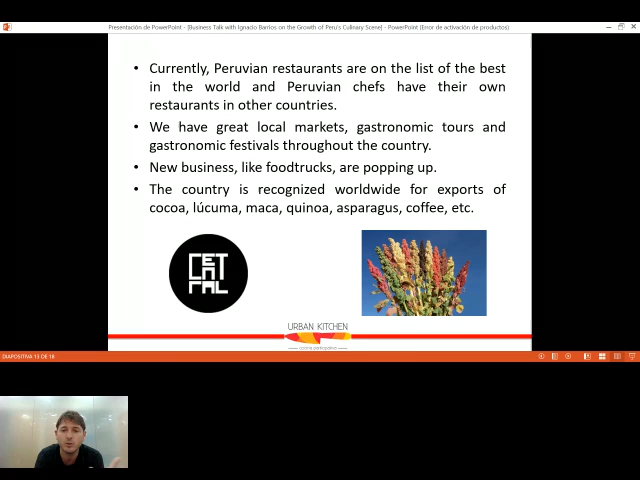 Presentación de PowerPoint - [Business Talk with Ignacio Barrios on the Growth of Peru's Culinary Scene] - PowerPoint (Error de activación de productos)
• Currently, Peruvian restaurants are on the list of the best
in the world and Peruvian chefs have their own
restaurants in other countries.
• We have great local markets, gastronomic tours and
gastronomic festivals throughout the country.
• New business, like foodtrucks, are popping up.
• The country is recognized worldwide for exports of
cocoa, lúcuma, maca, quinoa, asparagus, coffee, etc.
URBAN KITCHEN
cocina participativa
DIAPOSITIVA 13 DE 18